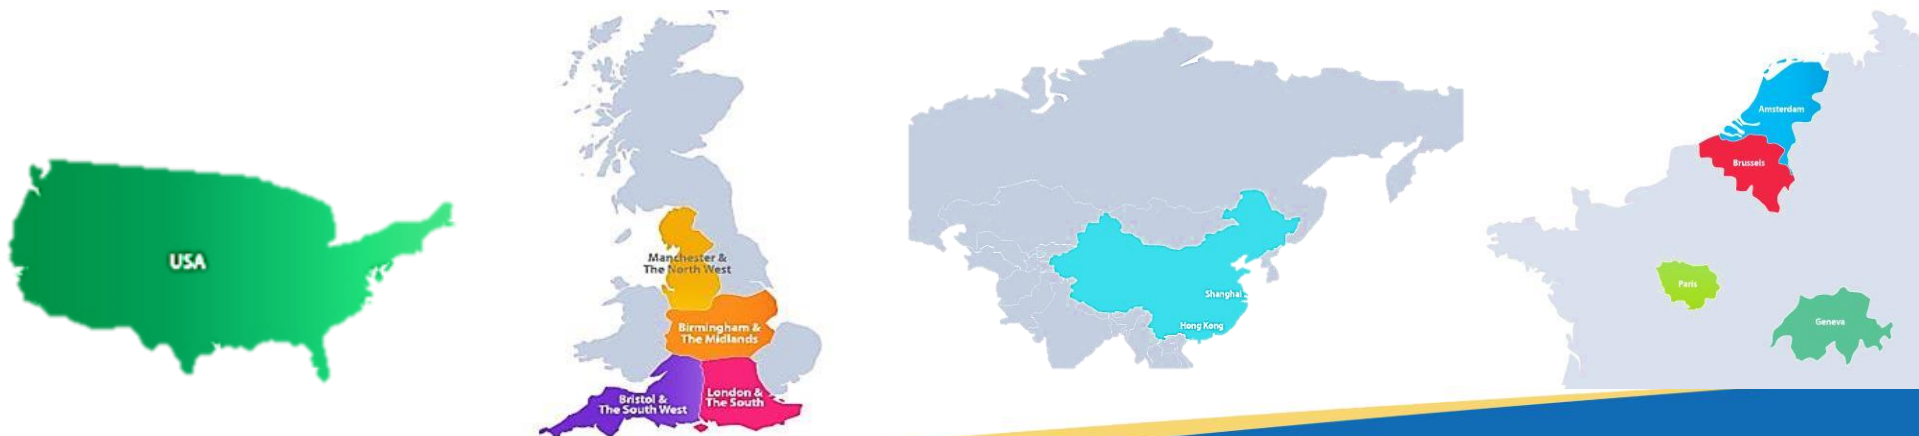 USA
Manchester &
The North West
Birmingham &
The Midlands
Bristol &
The South West
London &
The South
Shanghai
Hong Kong
Amsterdam
Brussels
Paris
Geneva